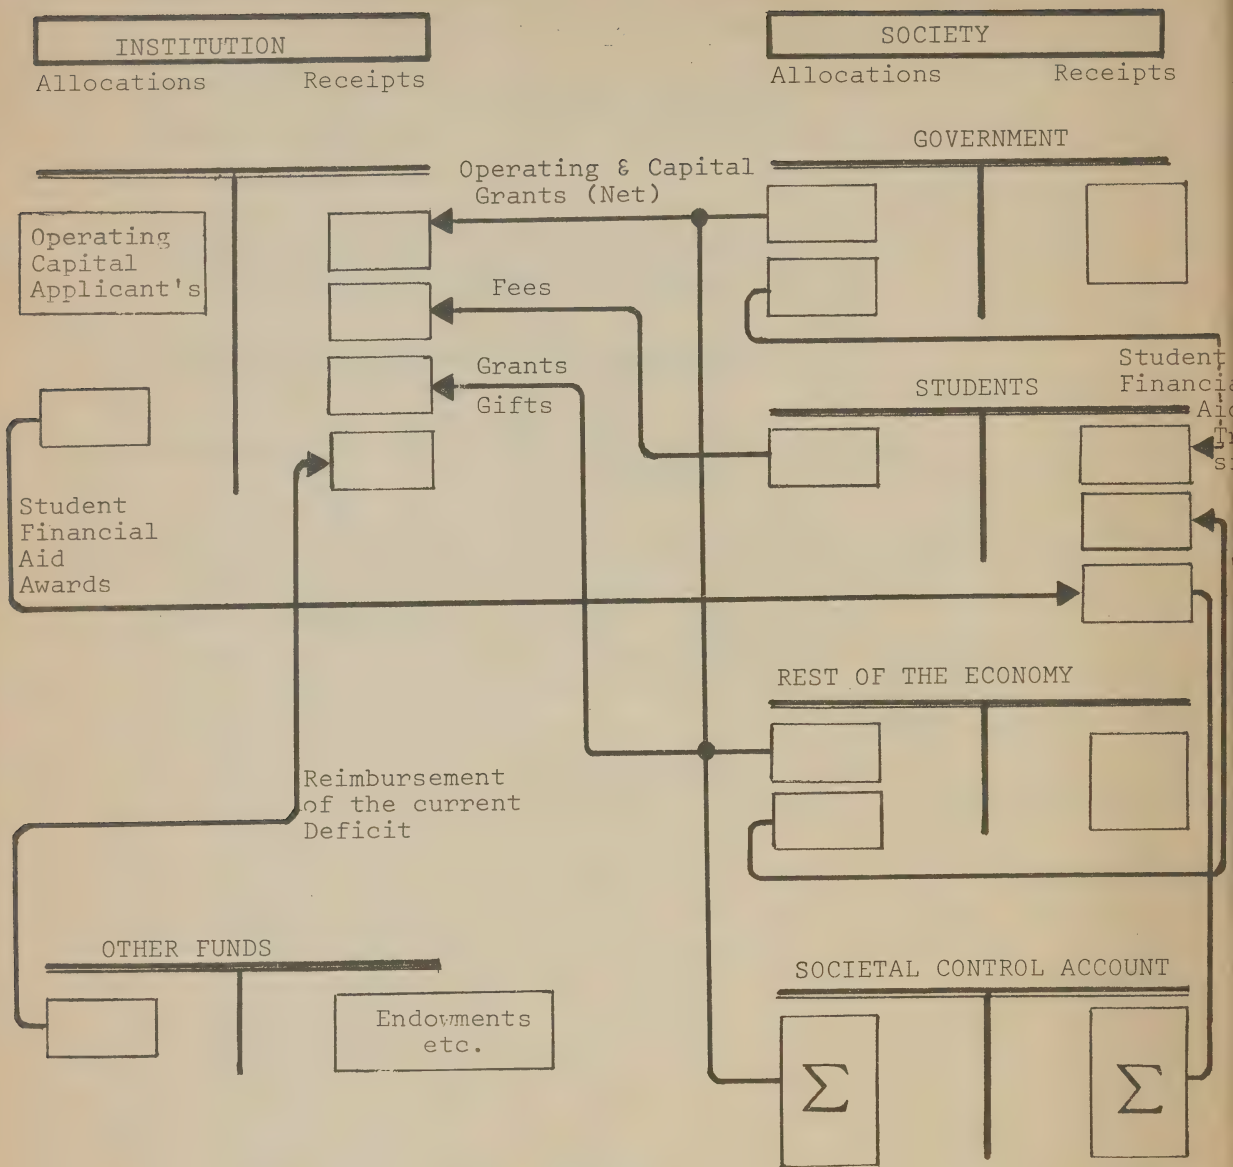 INSTITUTION
Allocations Receipts
SOCIETY
Allocations Receipts
GOVERNMENT
Operating & Capital
Grants (Net)
Operating
Capital
Applicant's
Fees
Grants
Gifts
Student
Financial
Aid
Awards
STUDENTS
Student
Financia
Aid
REST OF THE ECONOMY
Reimbursement
of the current
Deficit
OTHER FUNDS
Endowments
etc.
SOCIETAL CONTROL ACCOUNT
Σ
Σ